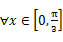 ∀x ∈ [0, π/3]